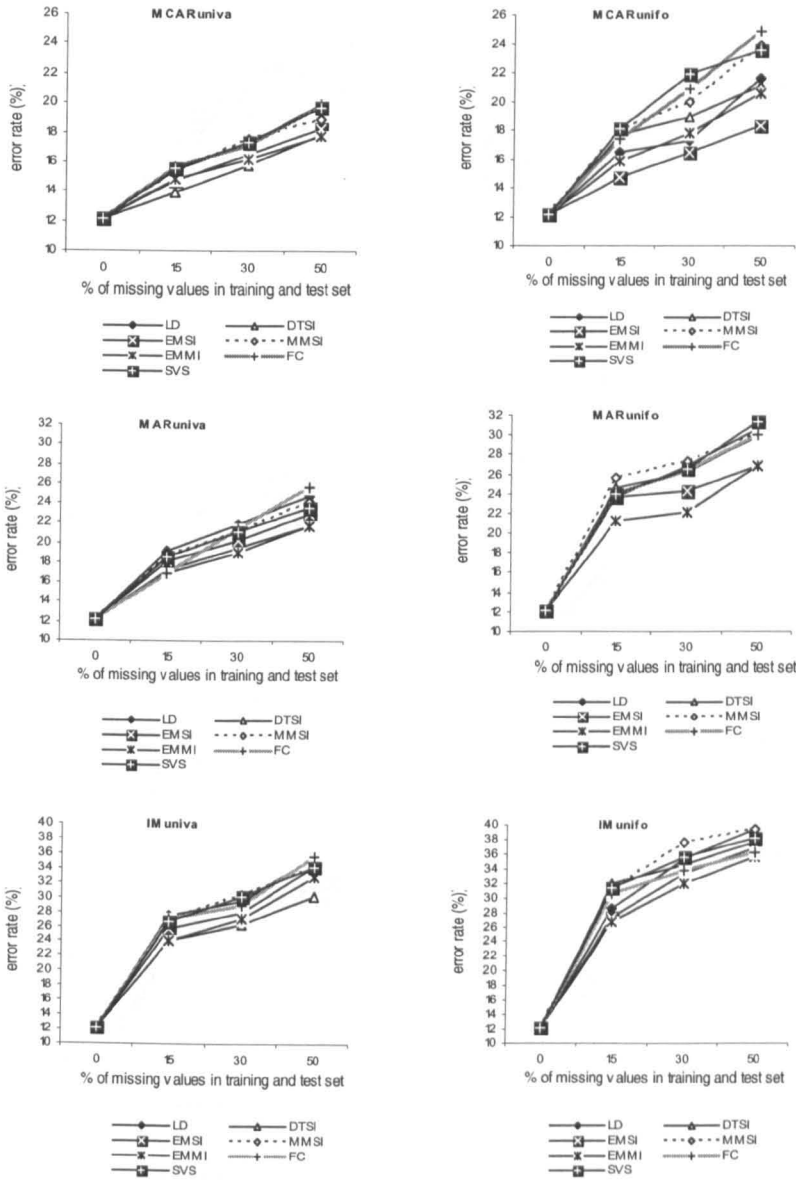 MCARuniva
26
24
22
20
18
16
14
12
10
error rate (%)
0 15 30 50
% of missing values in training and test set
LD DTSI
EMSI MMSI
EMMI FC
SVS
MCARunifo
26
24
22
20
18
16
14
12
10
error rate (%)
0 15 30 50
% of missing values in training and test set
LD DTSI
EMSI MMSI
EMMI FC
SVS
MARuniva
32
30
28
26
24
22
20
18
16
14
12
10
error rate (%)
0 15 30 50
% of missing values in training and test set
LD DTSI
EMSI MMSI
EMMI FC
SVS
MARunifo
32
30
28
26
24
22
20
18
16
14
12
10
error rate (%)
0 15 30 50
% of missing values in training and test set
LD DTSI
EMSI MMSI
EMMI FC
SVS
IMuniva
40
38
36
34
32
30
28
26
24
22
20
18
16
14
12
10
error rate (%)
0 15 30 50
% of missing values in training and test set
LD DTSI
EMSI MMSI
EMMI FC
SVS
IMunifo
40
38
36
34
32
30
28
26
24
22
20
18
16
14
12
10
error rate (%)
0 15 30 50
% of missing values in training and test set
LD DTSI
EMSI MMSI
EMMI FC
SVS